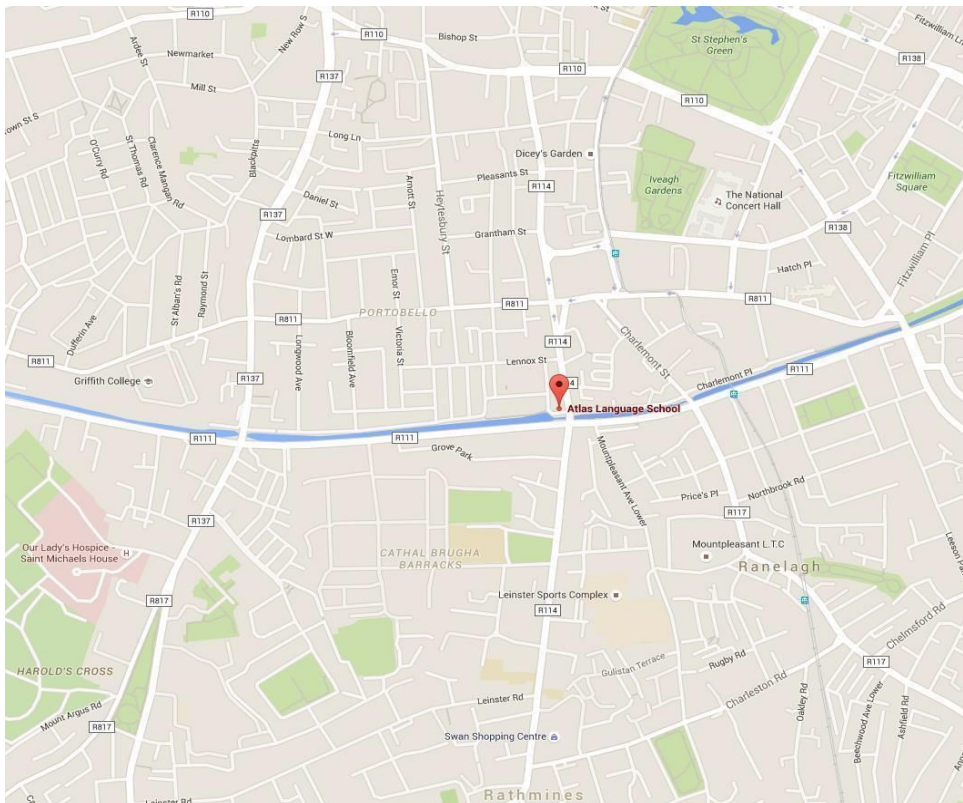 R110
Ardee St
Newmarket
New Row S
R110
Bishop St
St Stephen's
Green
Fitzwilliam Ln
R138
Mill St
R137
R110
R110
own St S
O'Curry Rd
St Thomas Rd
Clarence Mangan Rd
Blackpitts
Long Ln
Dicey's Garden
Iveagh
Gardens
Fitzwilliam
Square
Pleasants St
Arnott St
Heytesbury St
R114
The National
Concert Hall
Daniel St
R137
Lombard St W
Grantham St
R138
Fitzwilliam Pl
Hatch Pl
St Alban's Rd
Raymond St
Emor St
R811
R811
PORTOBELLO
R811
Dufferin Ave
Longwood Ave
Bloomfield Ave
Victoria St
R114
Charlemont St
R811
Lennox St
Griffith College
R137
4
Charlemont Pl
R111
Atlas Language School
R111
R111
Grove Park
Mountpleasant Ave Lower
Price's Pl
Northbrook Rd
R137
R117
Leeson Pa
Our Lady's Hospice -
Saint Michaels House
H
CATHAL BRUGHA
BARRACKS
Mountpleasant L.T.C
Ranelagh
R817
Leinster Sports Complex
R114
Chelmsford Rd
HAROLD'S CROSS
Gulistan Terrace
Rugby Rd
R117
Charleston Rd
Leinster Rd
Mount Argus Rd
R817
Oakley Rd
Beechwood Ave Lower
Ashfield Rd
Swan Shopping Centre
Leinster Rd
Rathmines